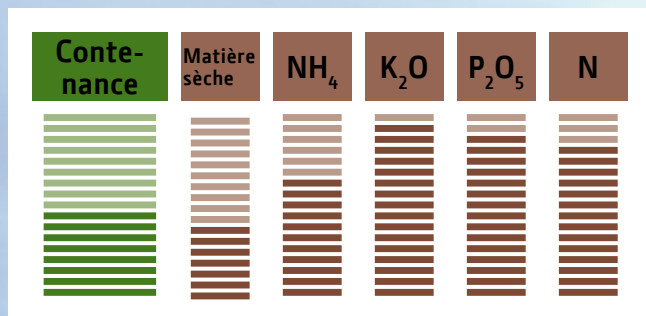 Conte-
nance
Matière
sèche
NH₄
K₂O
P₂O₅
N